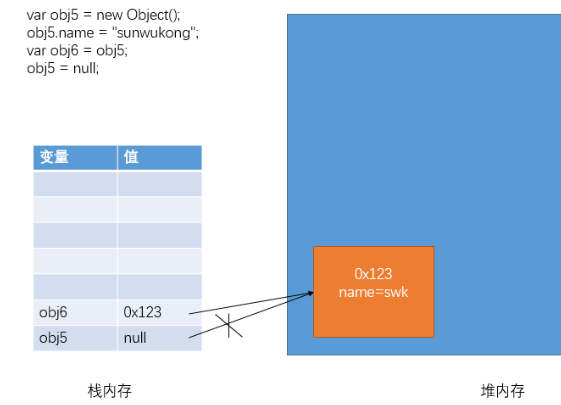 var obj5 = new Object();
obj5.name = "sunwukong";
var obj6 = obj5;
obj5 = null;
变量 值
obj6 0x123
obj5 null
0x123
name=swk
栈内存
堆内存